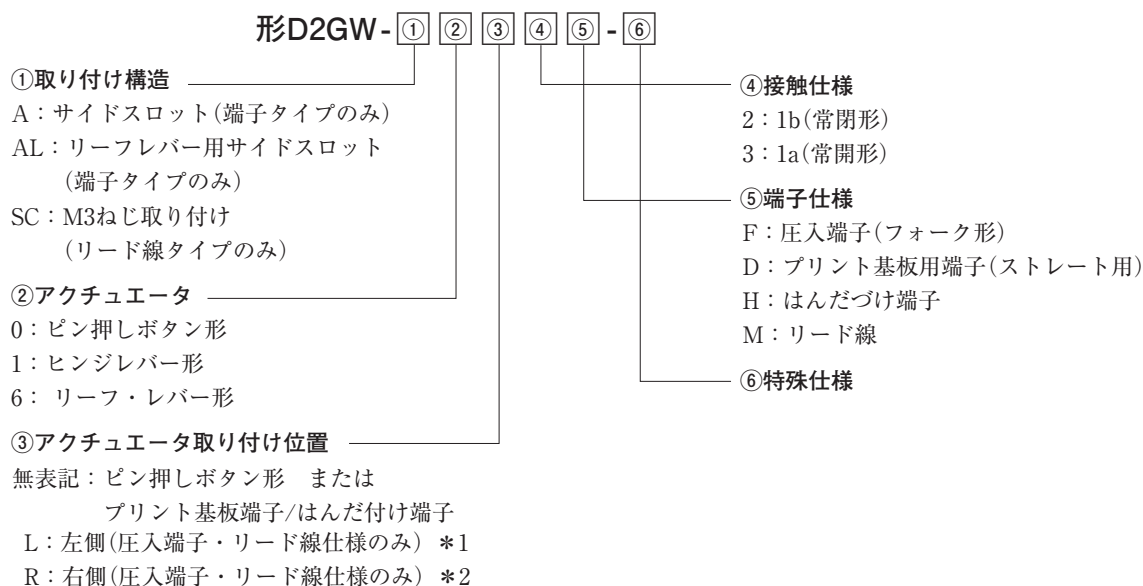 形D2GW-① ② ③ ④ ⑤ - ⑥
①取り付け構造
A：サイドスロット(端子タイプのみ)
AL：リーフレバー用サイドスロット
(端子タイプのみ)
SC：M3ねじ取り付け
(リード線タイプのみ)
②アクチュエータ
0：ピン押しボタン形
1：ヒンジレバー形
6： リーフ・レバー形
③アクチュエータ取り付け位置
無表記：ピン押しボタン形　または
プリント基板端子/はんだ付け端子
L：左側(圧入端子・リード線仕様のみ) ＊1
R：右側(圧入端子・リード線仕様のみ) ＊2
④接触仕様
2：1b(常閉形)
3：1a(常開形)
⑤端子仕様
F：圧入端子(フォーク形)
D：プリント基板用端子(ストレート用)
H：はんだづけ端子
M：リード線
⑥特殊仕様